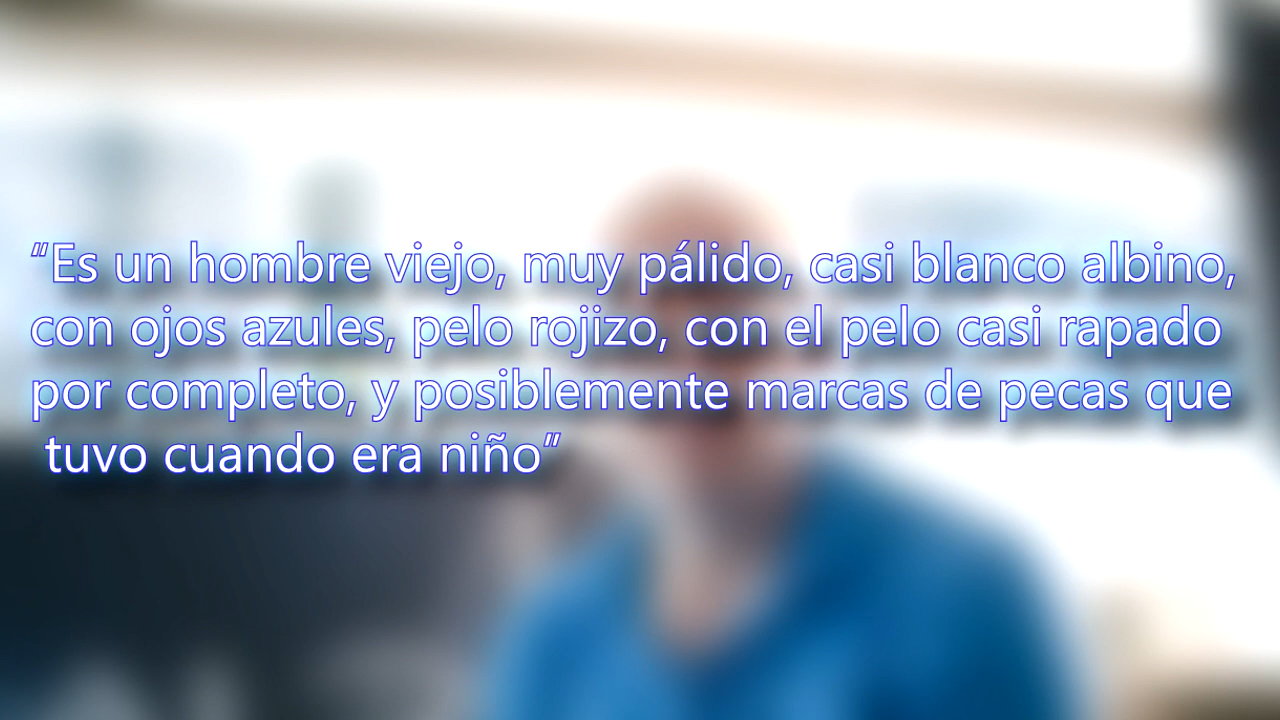 “Es un hombre viejo, muy pálido, casi blanco albino,
con ojos azules, pelo rojizo, con el pelo casi rapado
por completo, y posiblemente marcas de pecas que
tuvo cuando era niño”